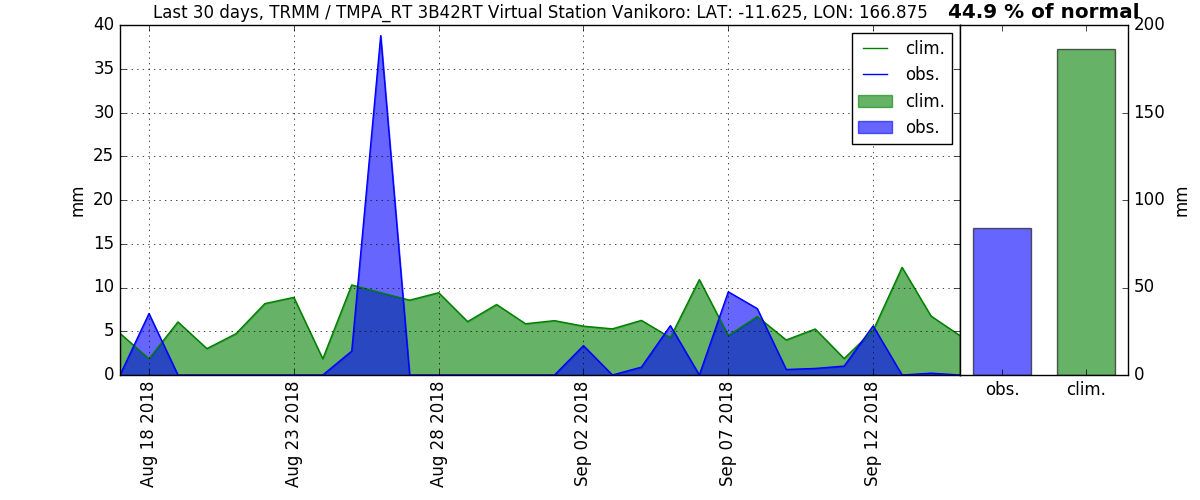 Last 30 days, TRMM / TMPA_RT 3B42RT Virtual Station Vanikoro: LAT: -11.625, LON: 166.875
44.9 % of normal
40
35
30
25
20
15
10
5
0
mm
clim.
obs.
clim.
obs.
Aug 18 2018
Aug 23 2018
Aug 28 2018
Sep 02 2018
Sep 07 2018
Sep 12 2018
200
150
100
50
0
mm
obs.
clim.